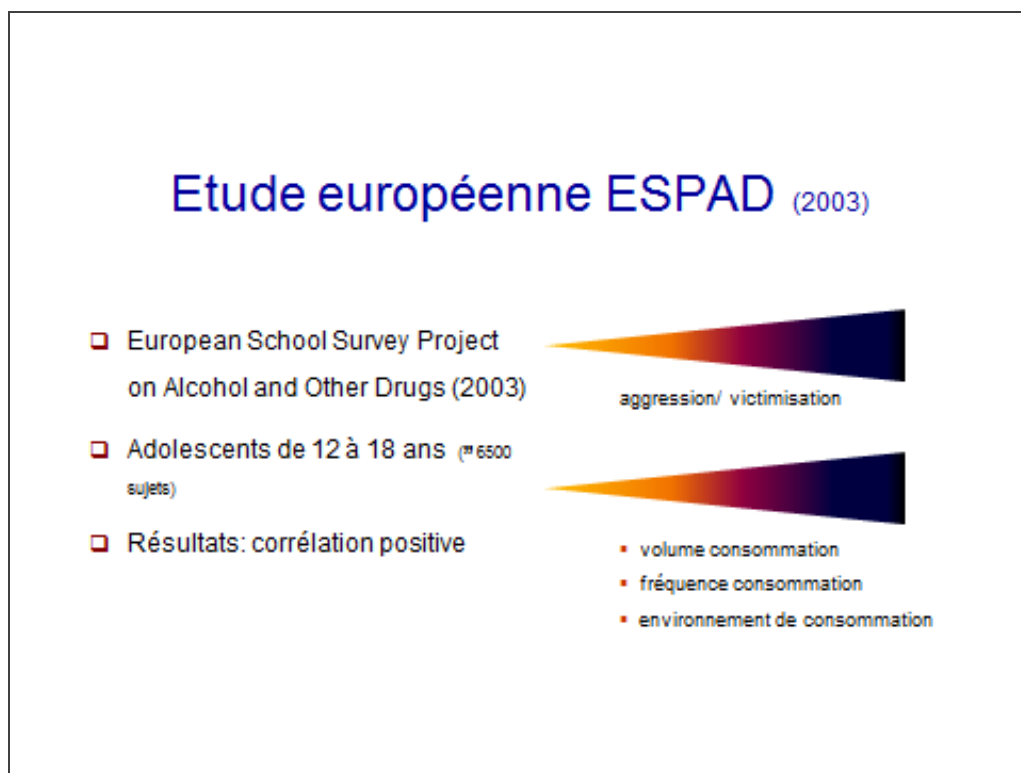 Etude européenne ESPAD (2003)
European School Survey Project
on Alcohol and Other Drugs (2003)
Adolescents de 12 à 18 ans (‴ 6500
sujets)
Résultats: corrélation positive
aggression/ victimisation
volume consommation
fréquence consommation
environnement de consommation